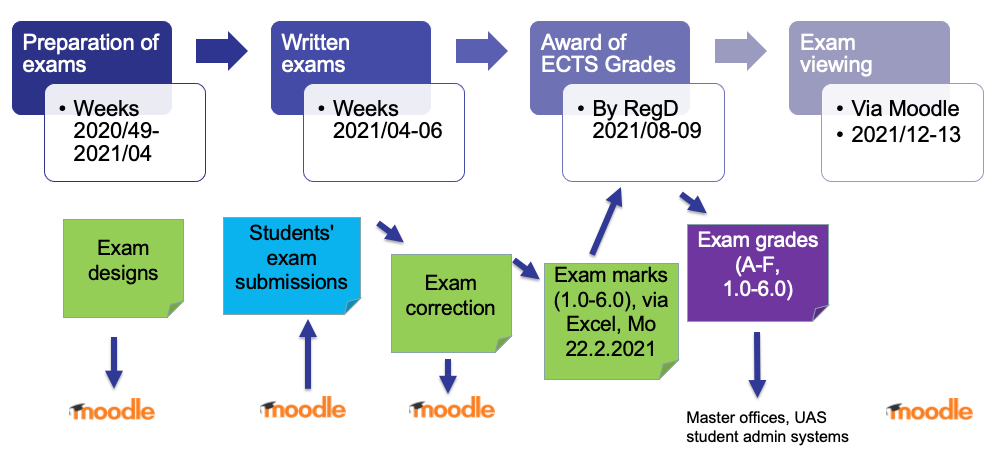 Preparation of
exams
• Weeks
2020/49-
2021/04
Written
exams
• Weeks
2021/04-06
Award of
ECTS Grades
• By RegD
2021/08-09
Exam
viewing
• Via Moodle
• 2021/12-13
Exam
designs
Students'
exam
submissions
Exam
correction
Exam marks
(1.0-6.0), via
Excel, Mo
22.2.2021
Exam grades
(A-F,
1.0-6.0)
moodle
moodle
moodle
Master offices, UAS
student admin systems
moodle